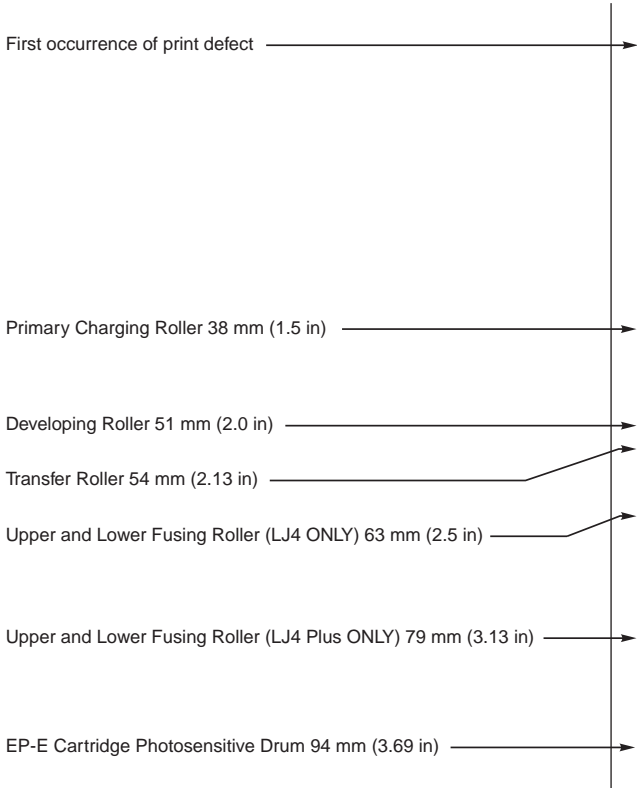 First occurrence of print defect
Primary Charging Roller 38 mm (1.5 in)
Developing Roller 51 mm (2.0 in)
Transfer Roller 54 mm (2.13 in)
Upper and Lower Fusing Roller (LJ4 ONLY) 63 mm (2.5 in)
Upper and Lower Fusing Roller (LJ4 Plus ONLY) 79 mm (3.13 in)
EP-E Cartridge Photosensitive Drum 94 mm (3.69 in)